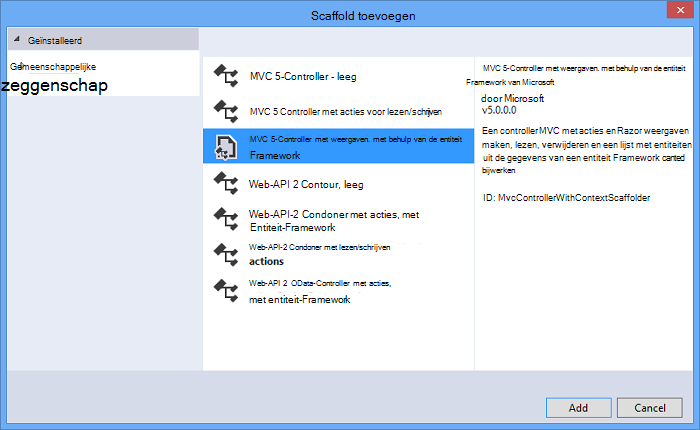 Scaffold toevoegen
Geïnstalleerd
Gemeenschappelijke
zeggenschap
MVC 5-Controller - leeg
MVC 5 Controller met acties voor lezen/schrijven
MVC 5-Controller met weergaven. met behulp van de entiteit
Framework
Web-API 2 Contour, leeg
Web-API-2 Condoner met acties, met
Entiteit-Framework
Web-API-2 Condoner met lezen/schrijven
actions
Web-API 2 OData-Controller met acties,
met entiteit-Framework
MVC 5-Controller met weergaven. met behulp van de entiteit
Framework van Microsoft
door Microsoft
v5.0.0.0
Een controller MVC met acties en Razor weergaven
maken, lezen, verwijderen en een lijst met entiteiten
uit de gegevens van een entiteit Framework canted
bijwerken
ID: MvcControllerWithContextScaffolder
Add
Cancel